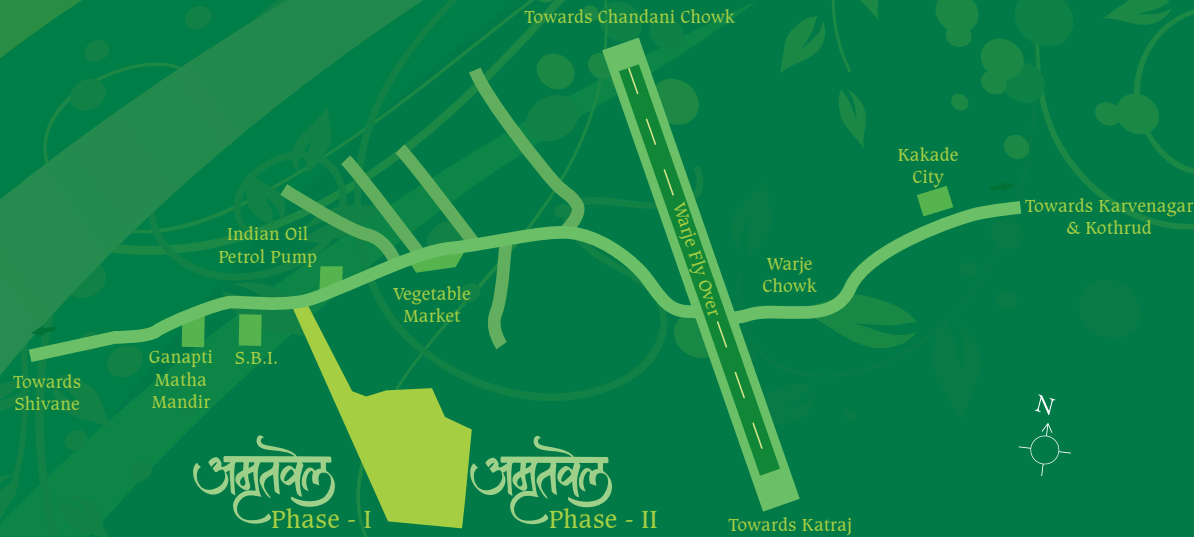 Towards Chandani Chowk
Kakade
City
Towards Karvenagar
& Kothrud
Indian Oil
Petrol Pump
Warje Fly Over
Warje
Chowk
Vegetable
Market
Ganapti
Matha
Mandir
S.B.I.
Towards
Shivane
N
अमृतवेल
Phase - I
अमृतवेल
Phase - II
Towards Katraj